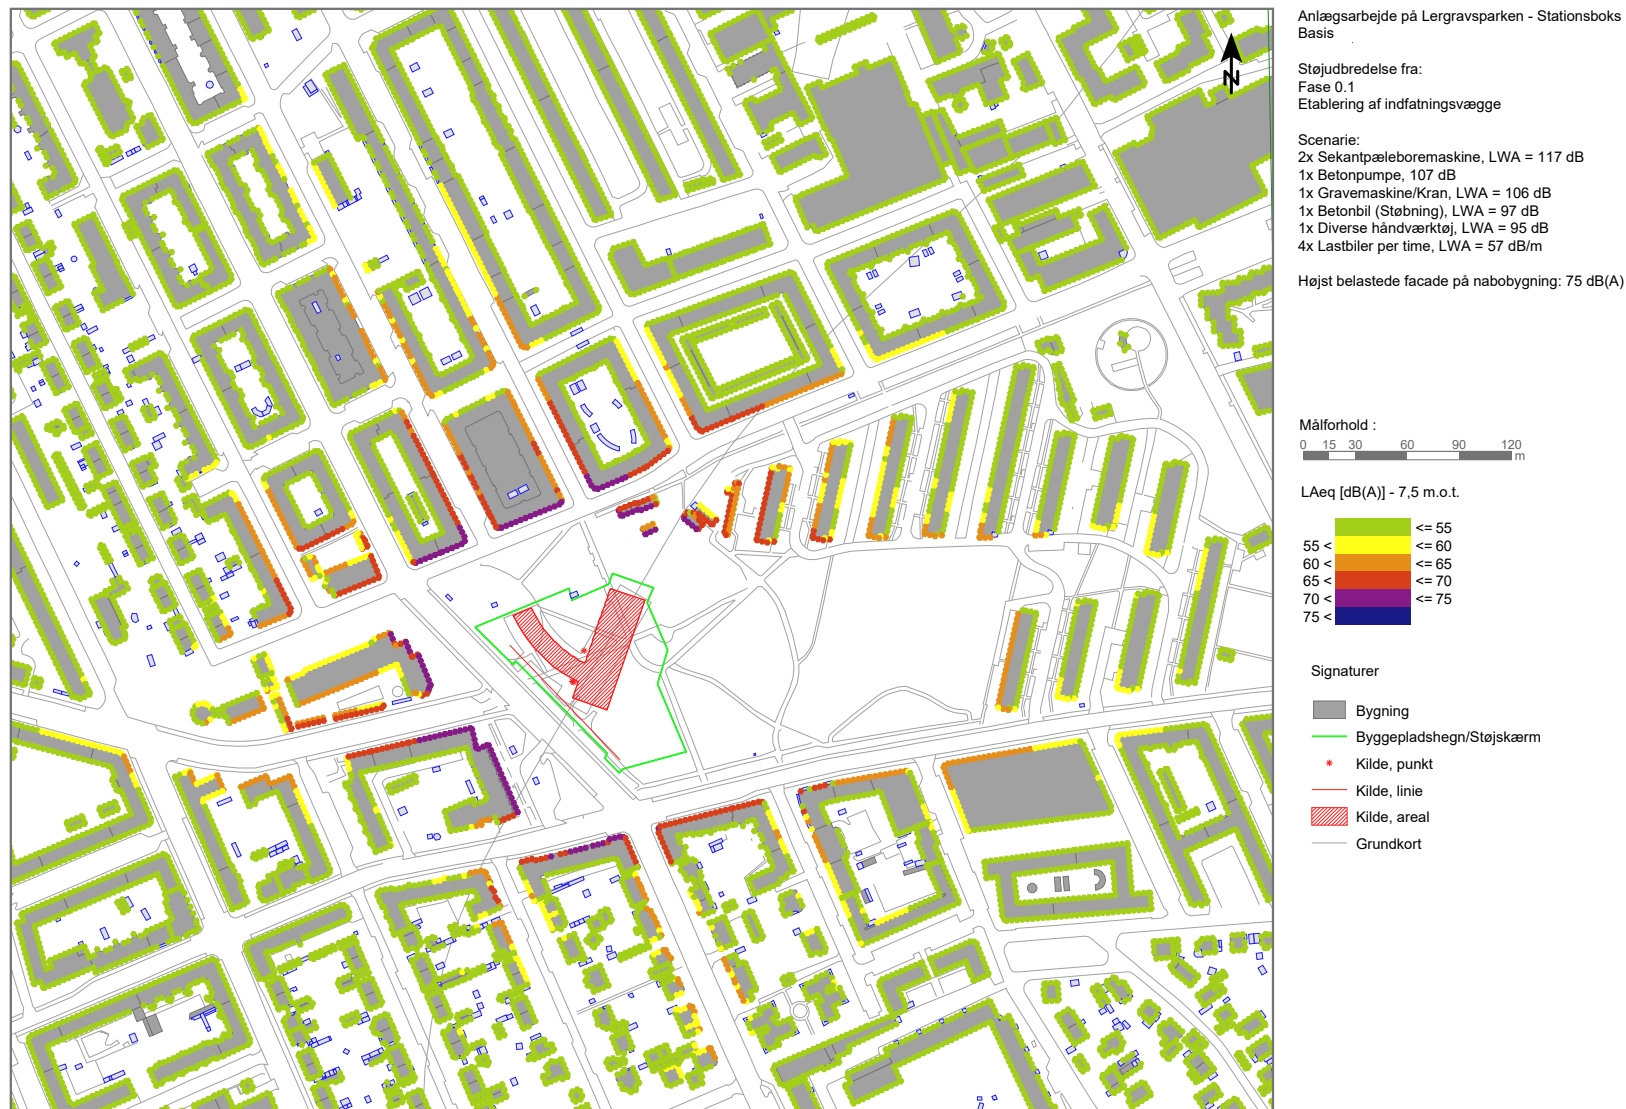 Anlægsarbejde på Lergravsparken - Stationsboks
Basis
N
Støjudbredelse fra:
Fase 0.1
Etablering af indfatningsvægge
Scenarie:
2x Sekantpæleboremaskine, LWA = 117 dB
1x Betonpumpe, 107 dB
1x Gravemaskine/Kran, LWA = 106 dB
1x Betonbil (Støbning), LWA = 97 dB
1x Diverse håndværktøj, LWA = 95 dB
4x Lastbiler per time, LWA = 57 dB/m
Højst belastede facade på nabobygning: 75 dB(A)
Målforhold :
0 15 30 60 90 120
m
LAeq [dB(A)] - 7,5 m.o.t.
<= 55
55 < <= 60
60 < <= 65
65 < <= 70
70 < <= 75
75 <
Signaturer
Bygning
Byggepladshegn/Støjskærm
Kilde, punkt
Kilde, linie
Kilde, areal
Grundkort